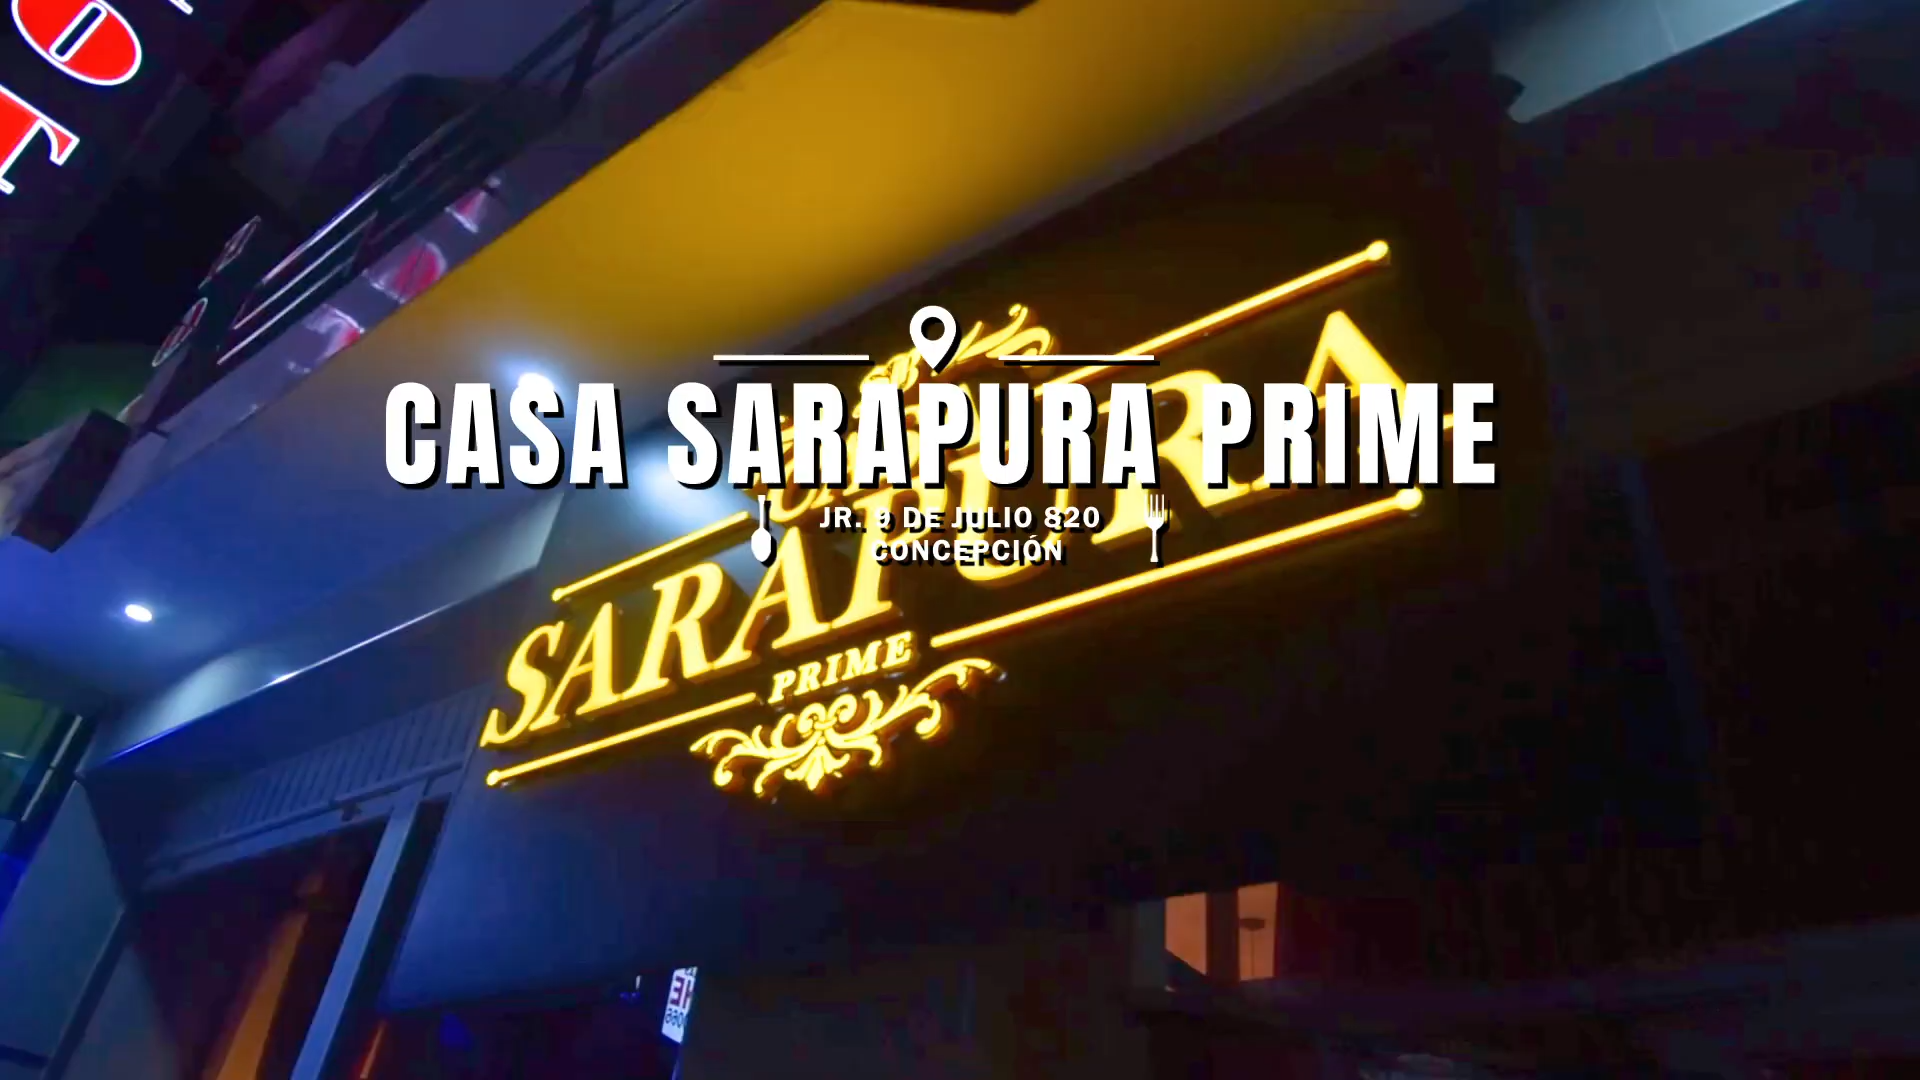 CASA SARAPURA PRIME
JR. 9 DE JULIO 820
CONCEPCIÓN
SARAPURA
PRIME